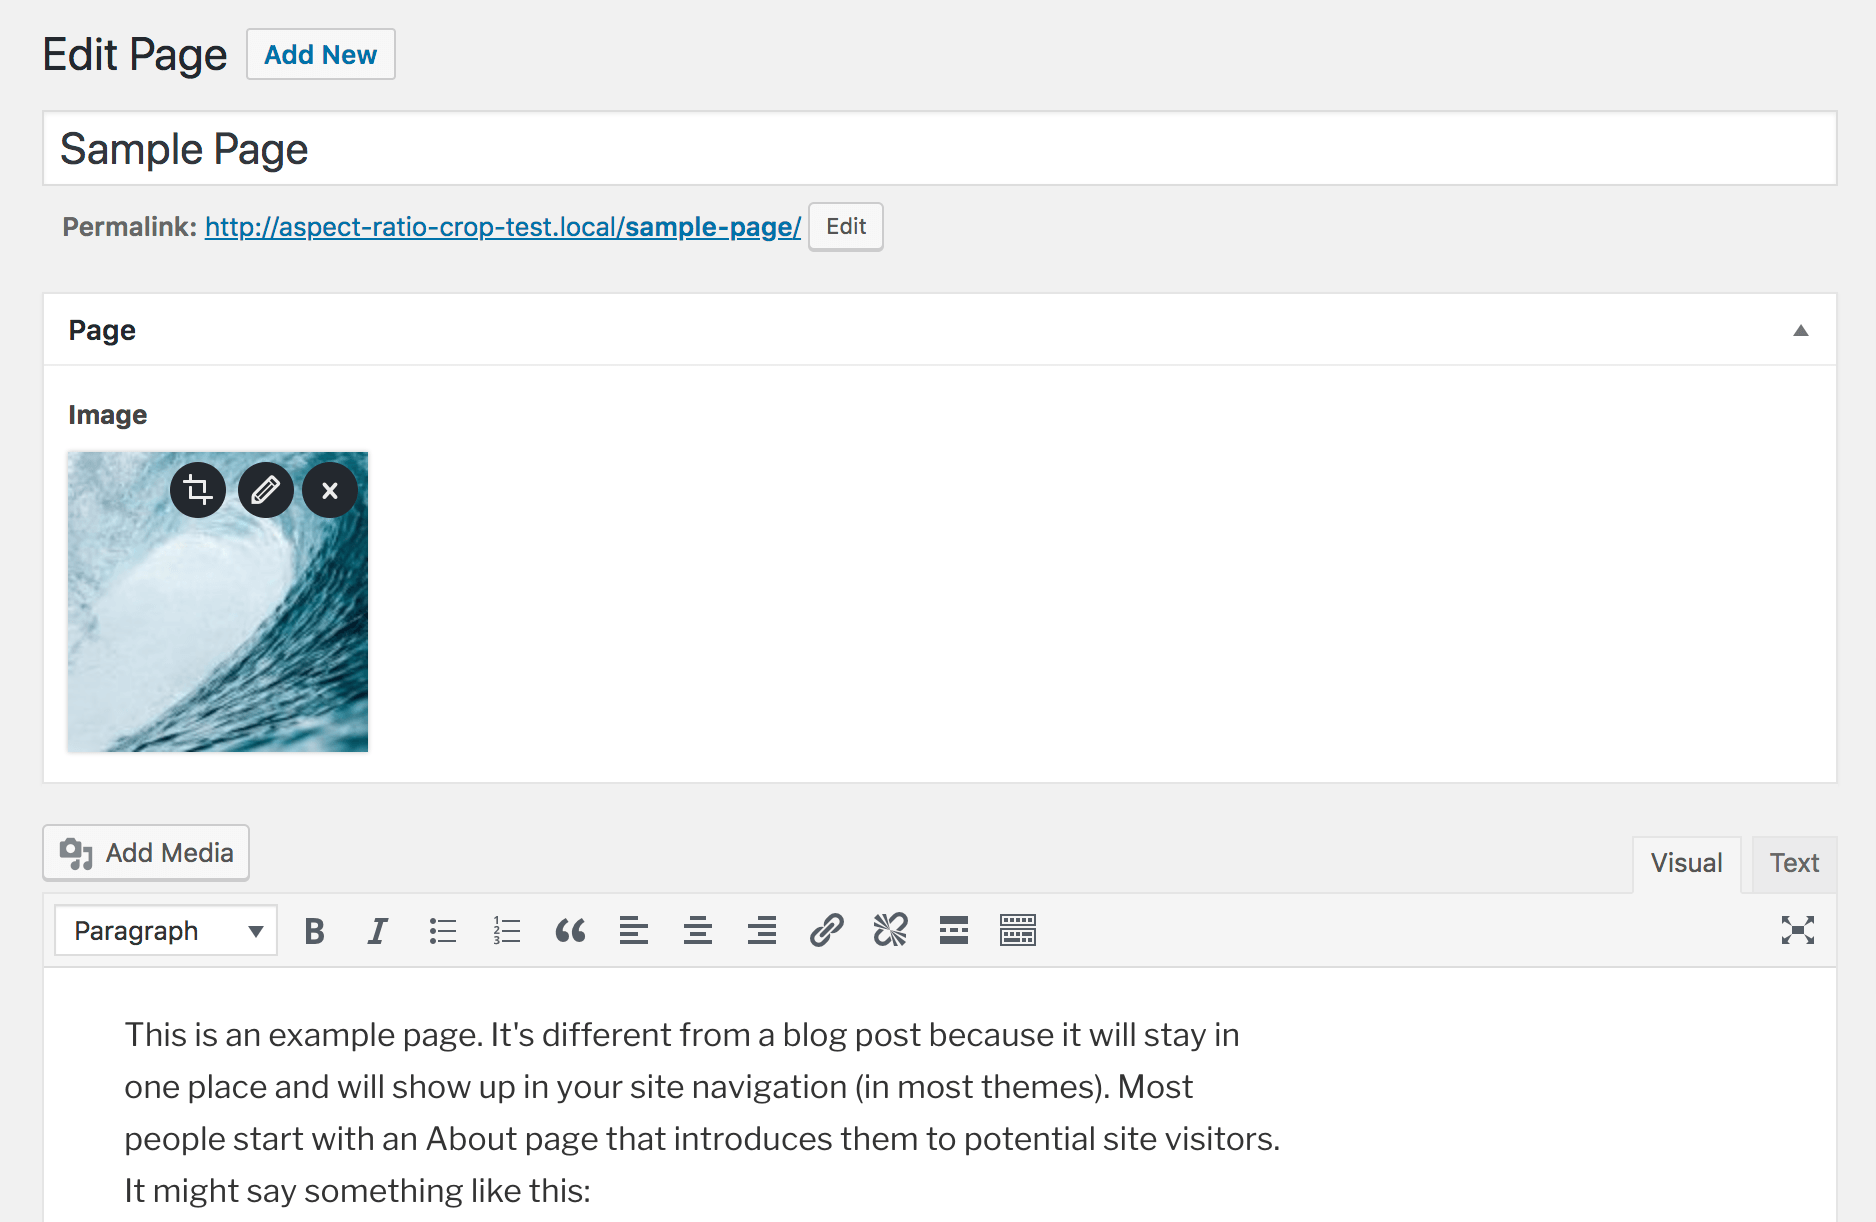 Edit Page Add New
Sample Page
Permalink: http://aspect-ratio-crop-test.local/sample-page/ Edit
Page
Image
Add Media
Visual Text
Paragraph
This is an example page. It's different from a blog post because it will stay in
one place and will show up in your site navigation (in most themes). Most
people start with an About page that introduces them to potential site visitors.
It might say something like this: